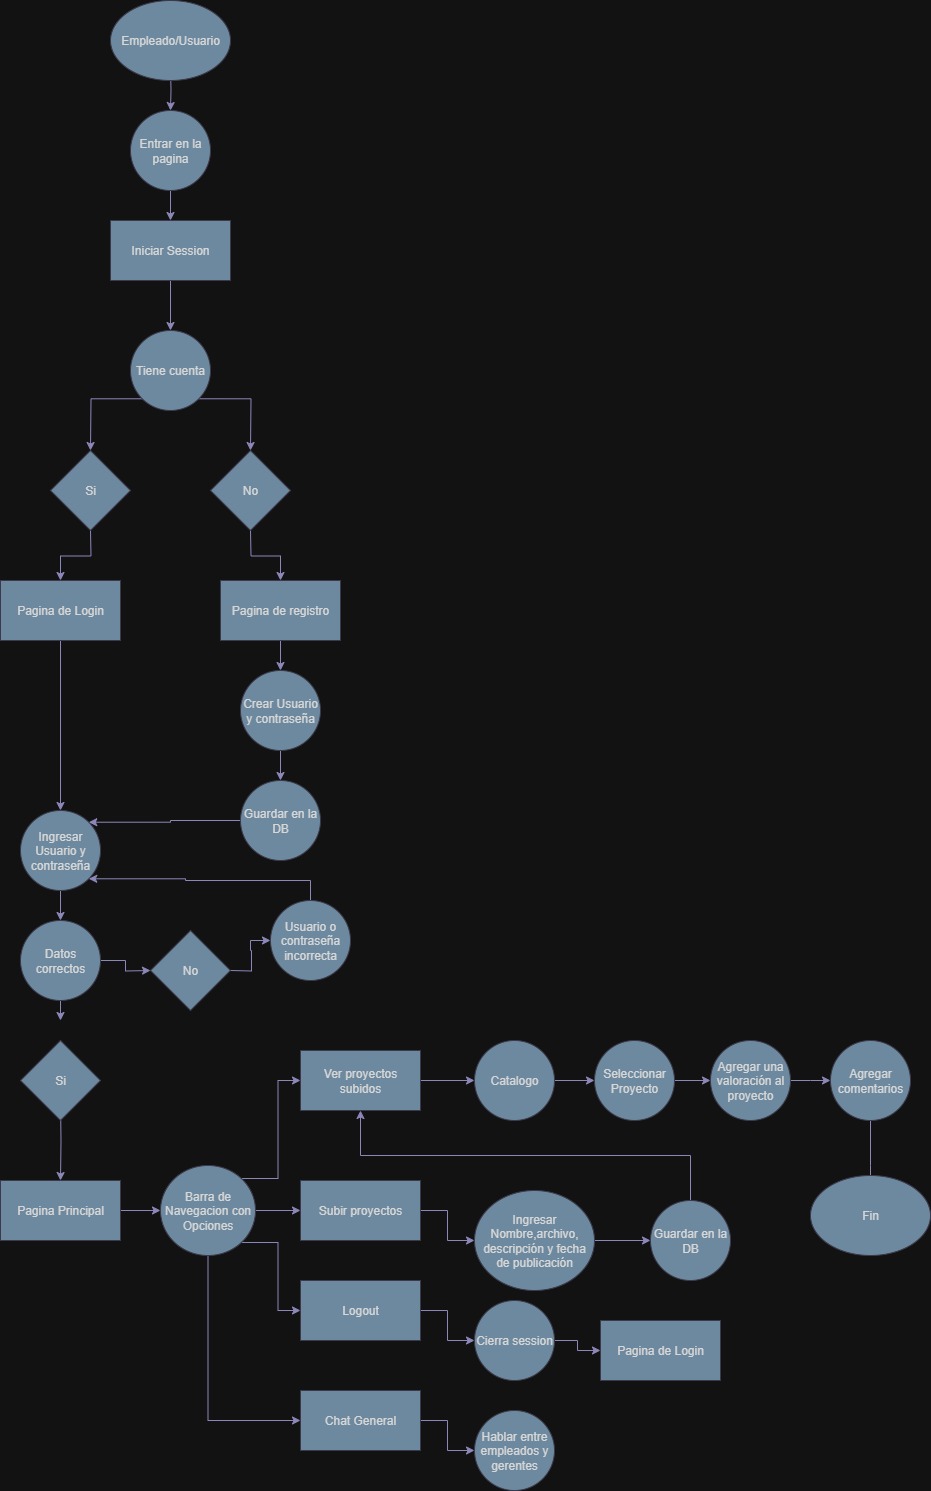 Empleado/Usuario
Entrar en la
pagina
Iniciar Session
Tiene cuenta
Si
No
Pagina de Login
Pagina de registro
Crear Usuario
y contraseña
Guardar en la
DB
Ingresar
Usuario y
contraseña
Usuario o
contraseña
incorrecta
Datos
correctos
No
Si
Ver proyectos
subidos
Catalogo
Seleccionar
Proyecto
Agregar una
valoración al
proyecto
Agregar
comentarios
Pagina Principal
Barra de
Navegacion con
Opciones
Subir proyectos
Ingresar
Nombre,archivo,
descripción y fecha
de publicación
Guardar en la
DB
Fin
Logout
Cierra session
Pagina de Login
Chat General
Hablar entre
empleados y
gerentes